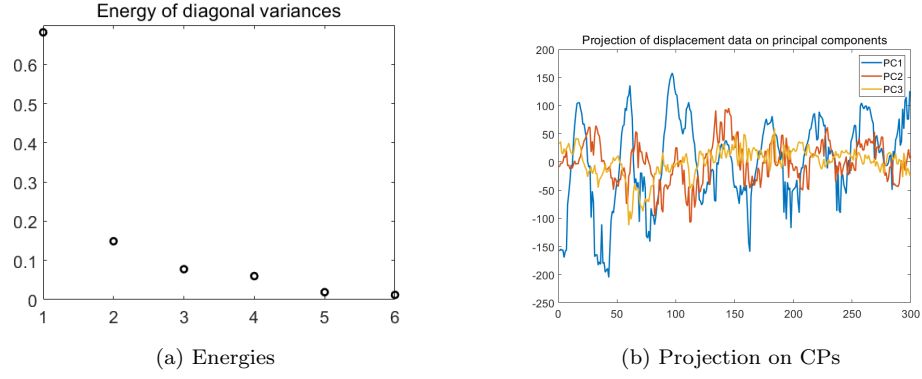 Energy of diagonal variances
0.6
0.5
0.4
0.3
0.2
0.1
0
1 2 3 4 5 6
(a) Energies
Projection of displacement data on principal components
200
150
100
50
0
-50
-100
-150
-200
-250
0 50 100 150 200 250 300
PC1
PC2
PC3
(b) Projection on CPs